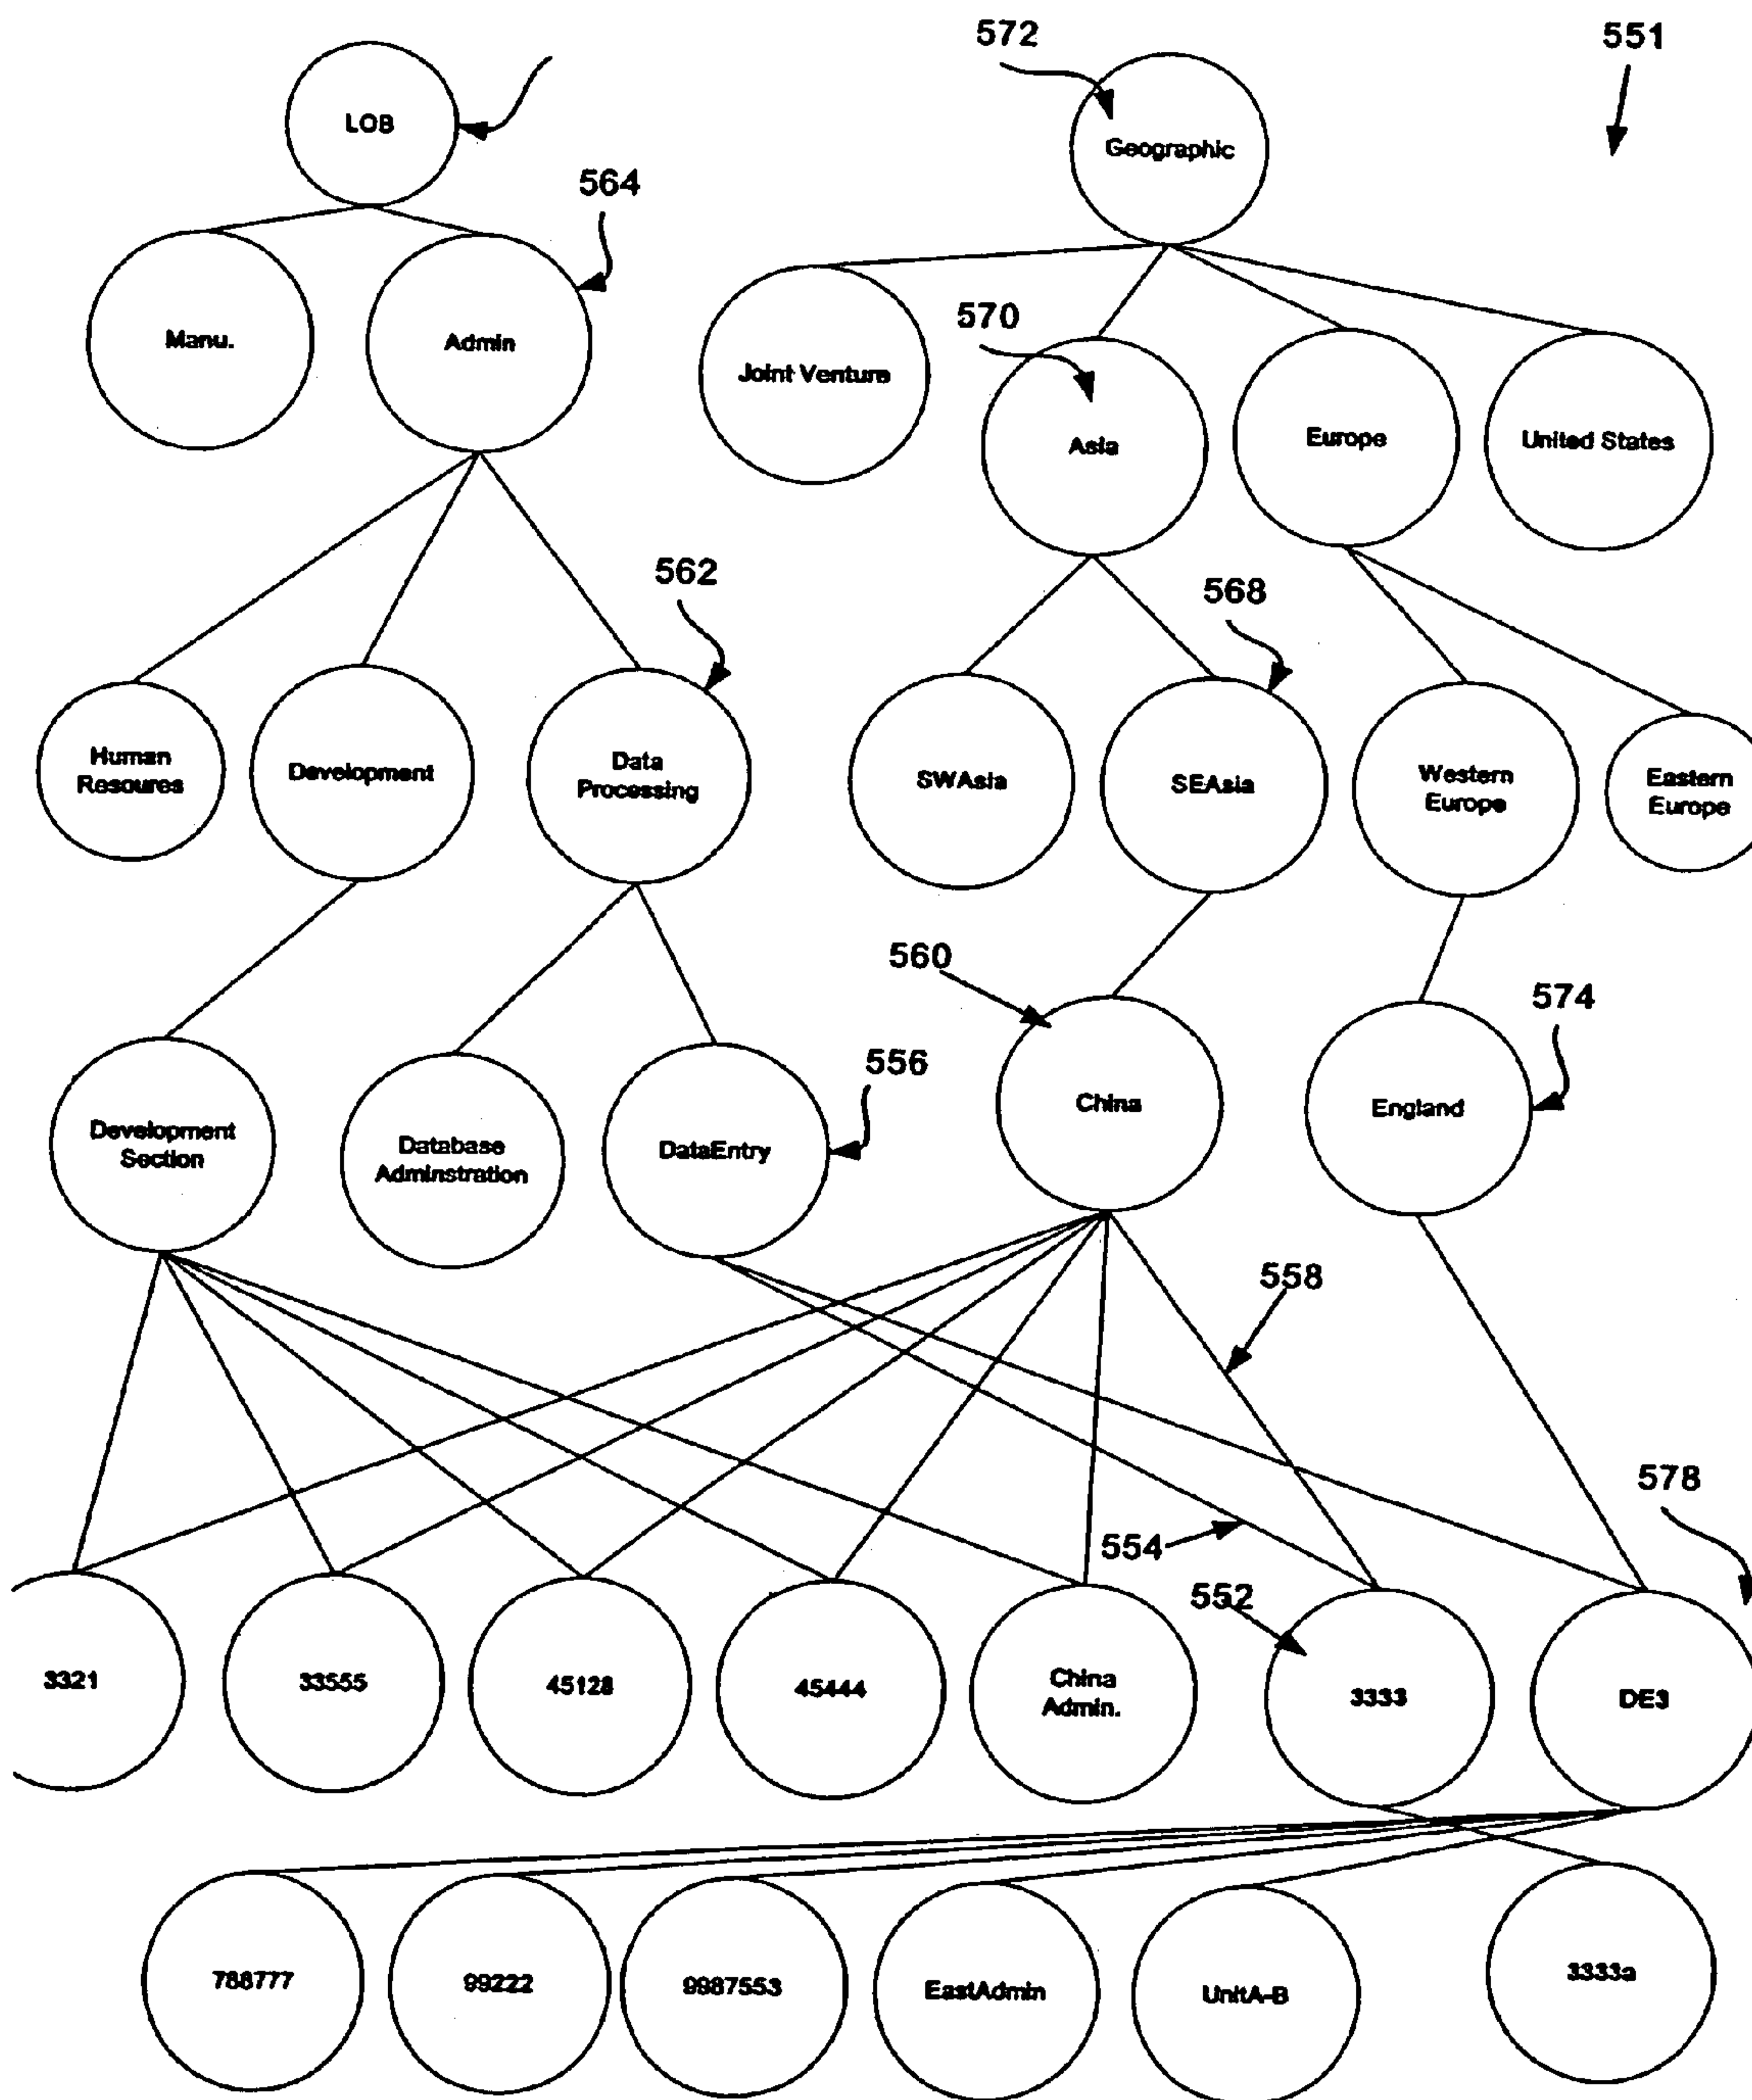 572
551
LOB
Geographic
564
Manu.
Admin
570
Joint Venture
Asia
Europe
United States
562
568
Human
Resoures
Development
Data
Processing
SWAsia
SEAsia
Western
Europe
Eastern
Europe
560
574
556
Development
Section
Database
Adminstration
DataEntry
China
England
558
578
554
552
3321
33555
45128
45444
China
Admin.
3333
DE3
788777
99222
9987553
EastAdmin
UnitA-B
3333a